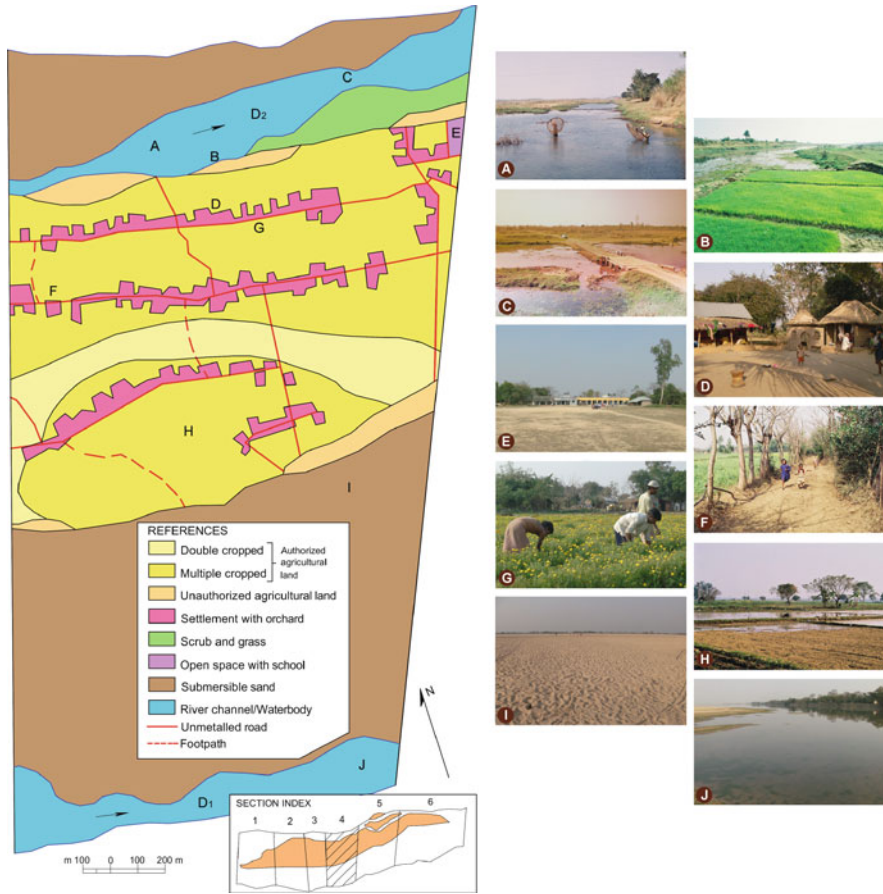 C
D2
A
B
E
D
G
F
H
I
REFERENCES
Double cropped
Multiple cropped
Authorized
agricultural
land
Unauthorized agricultural land
Settlement with orchard
Scrub and grass
Open space with school
Submersible sand
River channel/Waterbody
Unmetalled road
Footpath
N
J
D1
SECTION INDEX
1 2 3 4 5 6
m 100 0 100 200 m
A
B
C
D
E
F
G
H
I
J